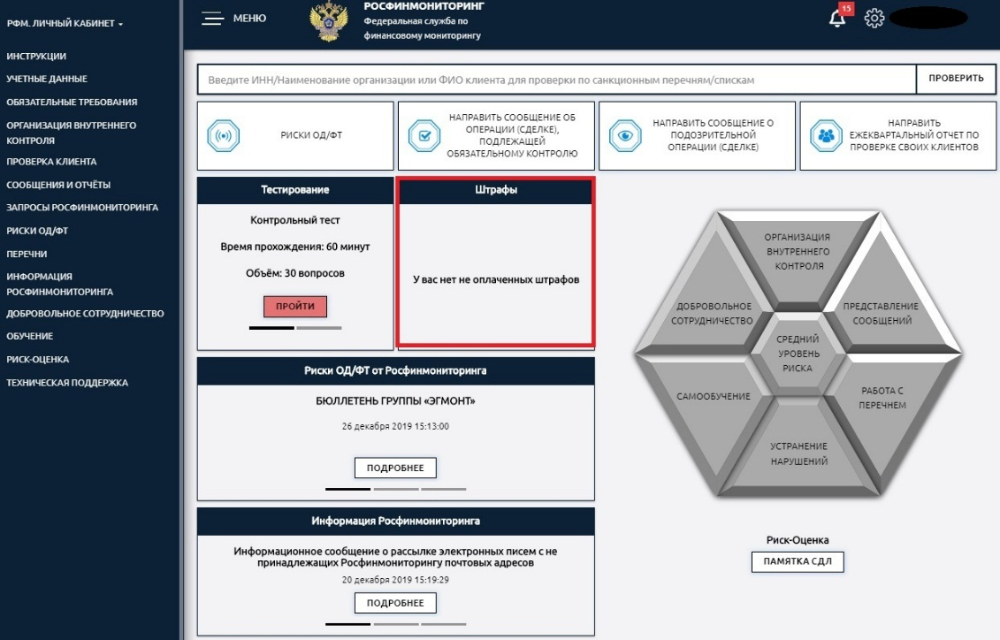 РФМ. ЛИЧНЫЙ КАБИНЕТ
ИНСТРУКЦИИ
УЧЕТНЫЕ ДАННЫЕ
ОБЯЗАТЕЛЬНЫЕ ТРЕБОВАНИЯ
ОРГАНИЗАЦИЯ ВНУТРЕННЕГО
КОНТРОЛЯ
ПРОВЕРКА КЛИЕНТА
СООБЩЕНИЯ И ОТЧЁТЫ
ЗАПРОСЫ РОСФИНМОНИТОРИНГА
РИСКИ ОД/ФТ
ПЕРЕЧНИ
ИНФОРМАЦИЯ
РОСФИНМОНИТОРИНГА
ДОБРОВОЛЬНОЕ СОТРУДНИЧЕСТВО
ОБУЧЕНИЕ
РИСК-ОЦЕНКА
ТЕХНИЧЕСКАЯ ПОДДЕРЖКА
МЕНЮ
РОСФИНМОНИТОРИНГ
Федеральная служба по
финансовому мониторингу
15
Введите ИНН/Наименование организации или ФИО клиента для проверки по санкционным перечням/спискам
ПРОВЕРИТЬ
РИСКИ ОД/ФТ
НАПРАВИТЬ СООБЩЕНИЕ ОБ
ОПЕРАЦИИ (СДЕЛКЕ),
ПОДЛЕЖАЩЕЙ
ОБЯЗАТЕЛЬНОМУ КОНТРОЛЮ
НАПРАВИТЬ СООБЩЕНИЕ О
ПОДОЗРИТЕЛЬНОЙ
ОПЕРАЦИИ (СДЕЛКЕ)
НАПРАВИТЬ
ЕЖЕКВАРТАЛЬНЫЙ ОТЧЕТ ПО
ПРОВЕРКЕ СВОИХ КЛИЕНТОВ
Тестирование
Контрольный тест
Время прохождения: 60 минут
Объём: 30 вопросов
ПРОЙТИ
Штрафы
У вас нет не оплаченных штрафов
Риски ОД/ФТ от Росфинмониторинга
БЮЛЛЕТЕНЬ ГРУППЫ «ЭГМОНТ»
26 декабря 2019 15:13:00
ПОДРОБНЕЕ
Информация Росфинмониторинга
Информационное сообщение о рассылке электронных писем с не
принадлежащих Росфинмониторингу почтовых адресов
20 декабря 2019 15:19:29
ПОДРОБНЕЕ
ОРГАНИЗАЦИЯ
ВНУТРЕННЕГО
КОНТРОЛЯ
ДОБРОВОЛЬНОЕ
СОТРУДНИЧЕСТВО
ПРЕДСТАВЛЕНИЕ
СООБЩЕНИЙ
СРЕДНИЙ
УРОВЕНЬ
РИСКА
САМООБУЧЕНИЕ
РАБОТА С
ПЕРЕЧНЕМ
УСТРАНЕНИЕ
НАРУШЕНИЙ
Риск-Оценка
ПАМЯТКА СДЛ